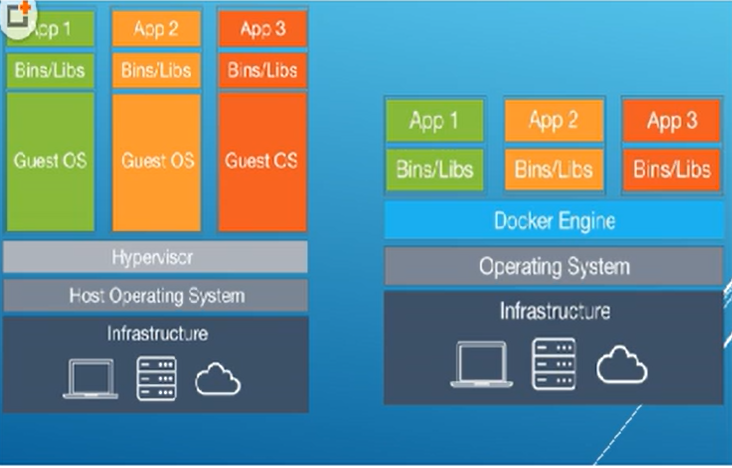 App 1 App 2 App 3
Bins/Libs Bins/Libs Bins/Libs
Guest OS Guest OS Guest OS
Hypervisor
Host Operating System
Infrastructure
App 1 App 2 App 3
Bins/Libs Bins/Libs Bins/Libs
Docker Engine
Operating System
Infrastructure